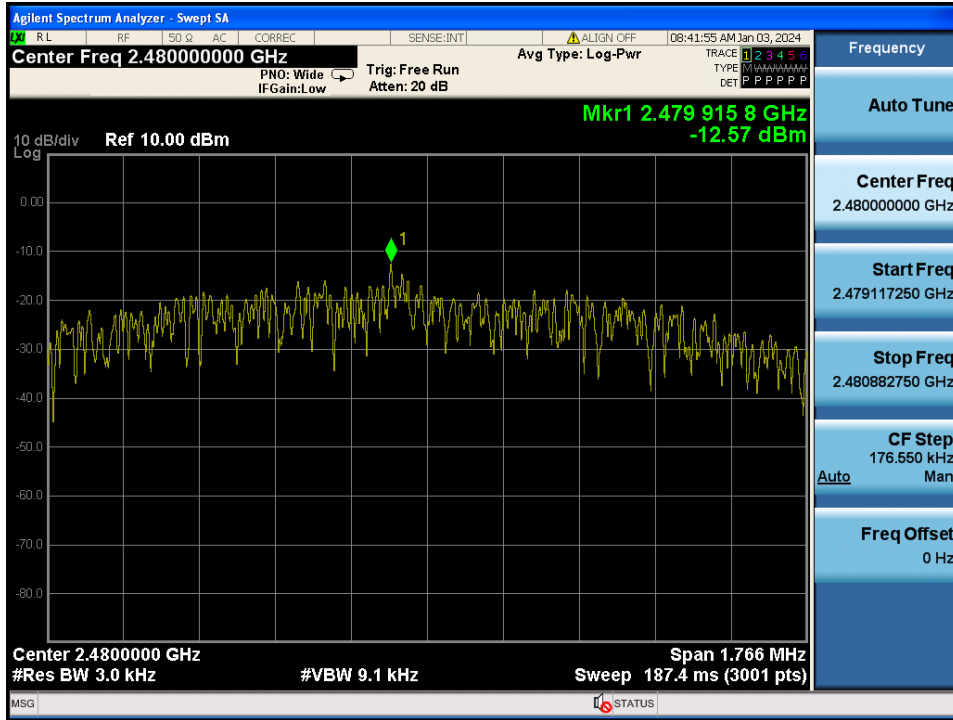 Agilent Spectrum Analyzer - Swept SA
LXI RL RF 50 Ω AC CORREC SENSE:INT ALIGN OFF 08:41:55 AM Jan 03, 2024
Center Freq 2.480000000 GHz
PNO: Wide
IFGain:Low
Trig: Free Run
Atten: 20 dB
Avg Type: Log-Pwr
TRACE 1 2 3 4 5 6
TYPE
DET P P P P P P
Mkr1 2.479 915 8 GHz
-12.57 dBm
10 dB/div Ref 10.00 dBm
Log
1
0.00
-10.0
-20.0
-30.0
-40.0
-50.0
-60.0
-70.0
-80.0
Center 2.4800000 GHz Span 1.766 MHz
#Res BW 3.0 kHz #VBW 9.1 kHz Sweep 187.4 ms (3001 pts)
MSG STATUS
Frequency
Auto Tune
Center Freq
2.480000000 GHz
Start Freq
2.479117250 GHz
Stop Freq
2.480882750 GHz
CF Step
176.550 kHz
Auto Man
Freq Offset
0 Hz